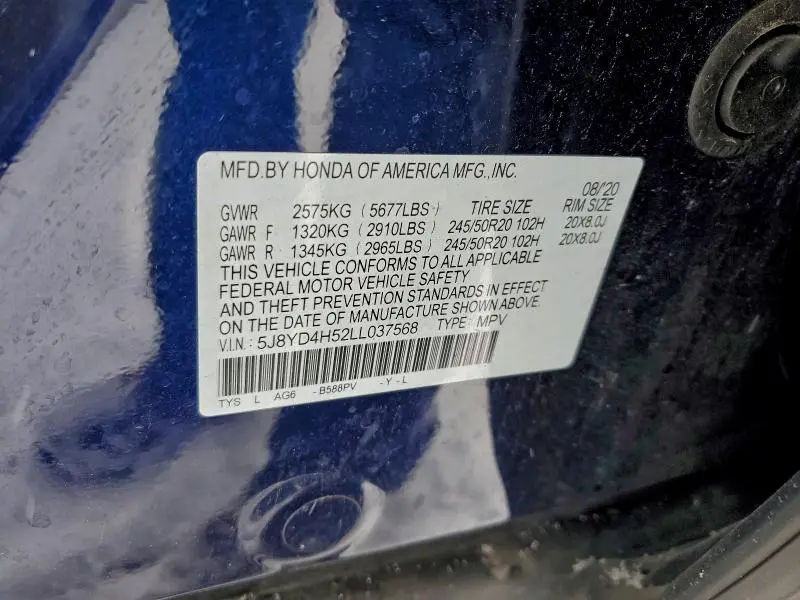 MFD.BY HONDA OF AMERICA MFG.,INC.
08/'20
GVWR 2575KG (5677LBS) TIRE SIZE RIM SIZE
GAWR F 1320KG (2910LBS) 245/50R20 102H 20X8.0J
GAWR R 1345KG (2965LBS) 245/50R20 102H 20X8.0J
THIS VEHICLE CONFORMS TO ALL APPLICABLE
FEDERAL MOTOR VEHICLE SAFETY
AND THEFT PREVENTION STANDARDS IN EFFECT
ON THE DATE OF MANUFACTURE SHOWN ABOVE.
V.I.N.: 5J8YD4H52LL037568 TYPE: MPV
TYS L AG6 -B588PV -Y-L